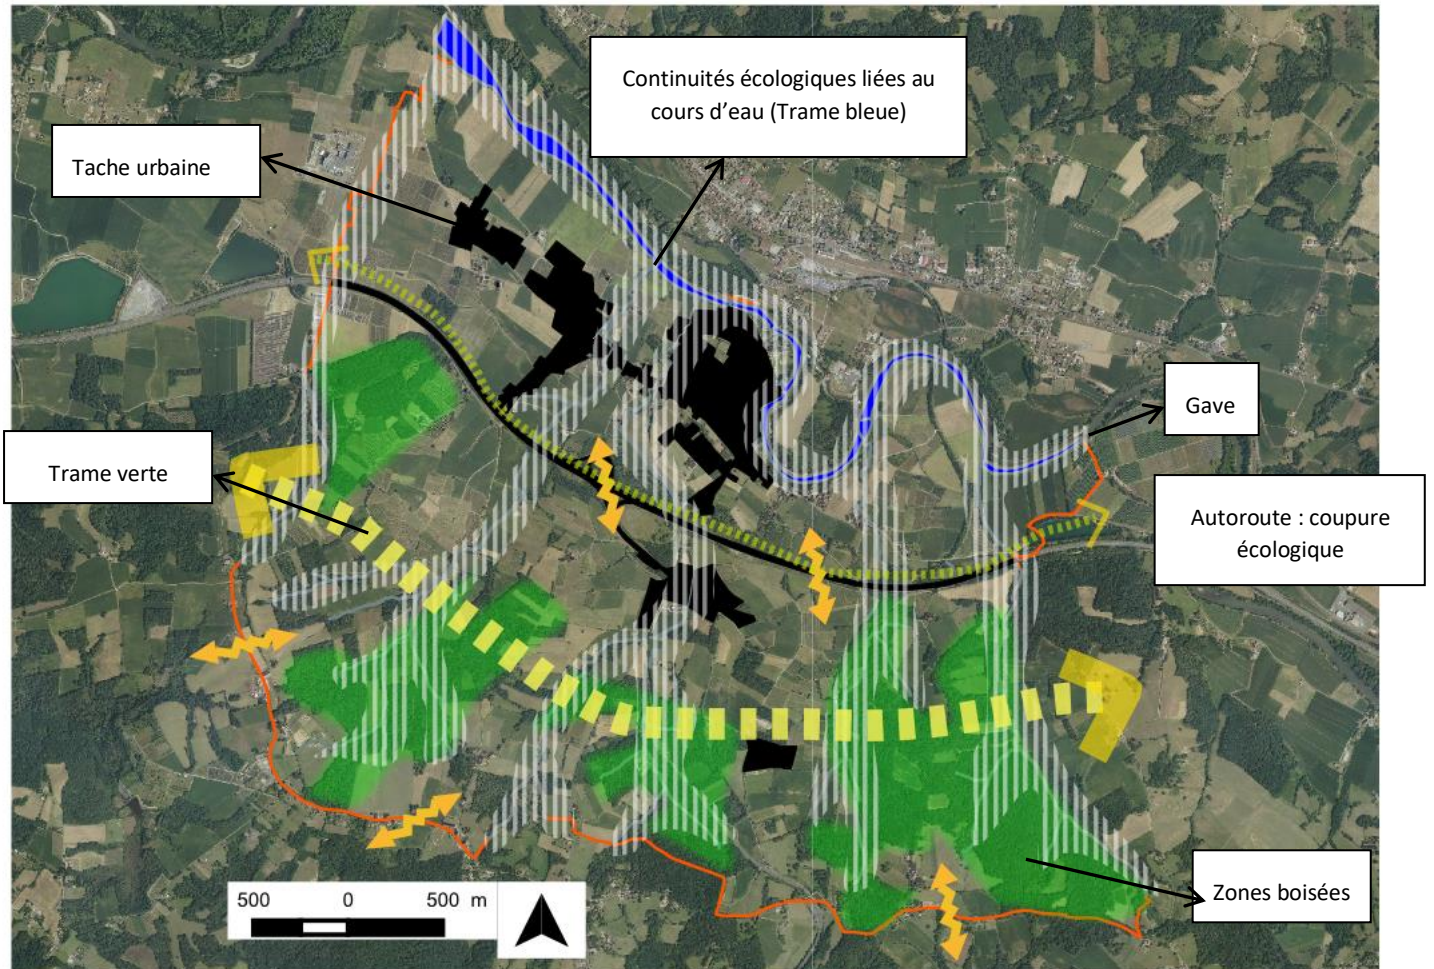 Continuités écologiques liées au
cours d’eau (Trame bleue)
Tache urbaine
Gave
Trame verte
Autoroute : coupure
écologique
500 0 500 m
Zones boisées